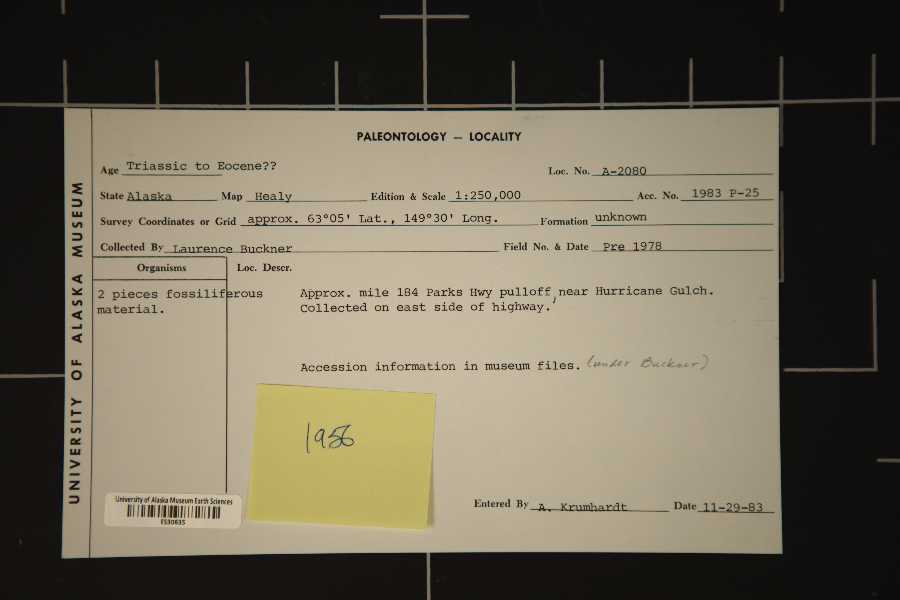 PALEONTOLOGY — LOCALITY
Age Triassic to Eocene??
Loc. No. A-2080
State Alaska Map Healy Edition & Scale 1:250,000 Acc. No. 1983 P-25
Survey Coordinates or Grid approx. 63°05' Lat., 149°30' Long. Formation unknown
Collected By Laurence Buckner Field No. & Date Pre 1978
Organisms Loc. Descr.
2 pieces fossiliferous
material.
Approx. mile 184 Parks Hwy pulloff, near Hurricane Gulch.
Collected on east side of highway.
Accession information in museum files. (under Buckner)
1956
Entered By A. Krumhardt Date 11-29-83
University of Alaska Museum Earth Sciences
ES30835
UNIVERSITY OF ALASKA MUSEUM